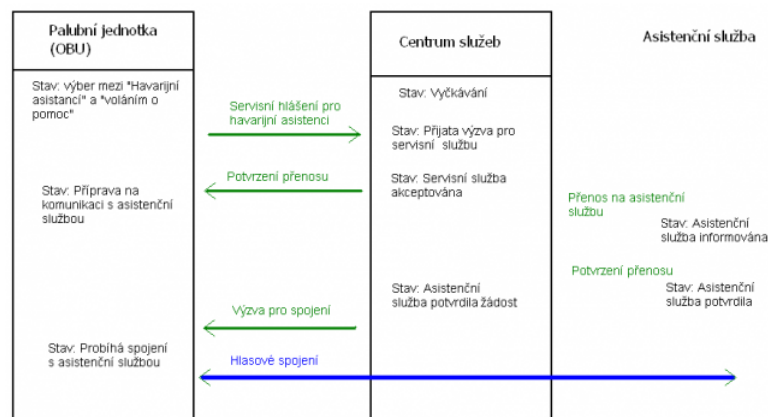 Palubní jednotka
(OBU)
Centrum služeb
Asistenční služba
Stav: výber mezi "Havarijní
asistancí" a "voláním o
pomoc"
Servisní hlášení pro
havarijní asistenci
Stav: Vyčkávání
Stav: Přijata výzva pro
servisní službu
Potvrzení přenosu
Stav: Servisní služba
akceptována
Stav: Příprava na
komunikaci s asistenční
službou
Přenos na asistenční
službu
Stav: Asistenční
služba informována
Potvrzení přenosu
Stav: Asistenční
služba potvrdila žádost
Stav: Asistenční
služba potvrdila
Výzva pro spojení
Stav: Probíhá spojení
s asistenční službou
Hlasové spojení